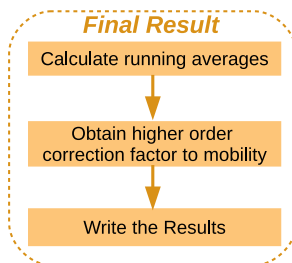 Final Result
Calculate running averages
Obtain higher order
correction factor to mobility
Write the Results